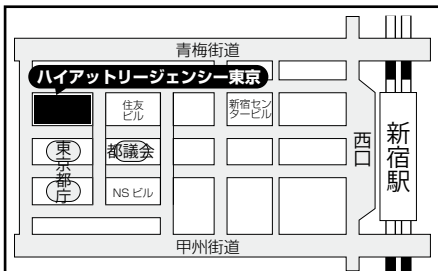 青梅街道
ハイアットリージェンシー東京
住友
ビル
新宿セン
タービル
東京都庁
都議会
NSビル
西口
新宿駅
甲州街道